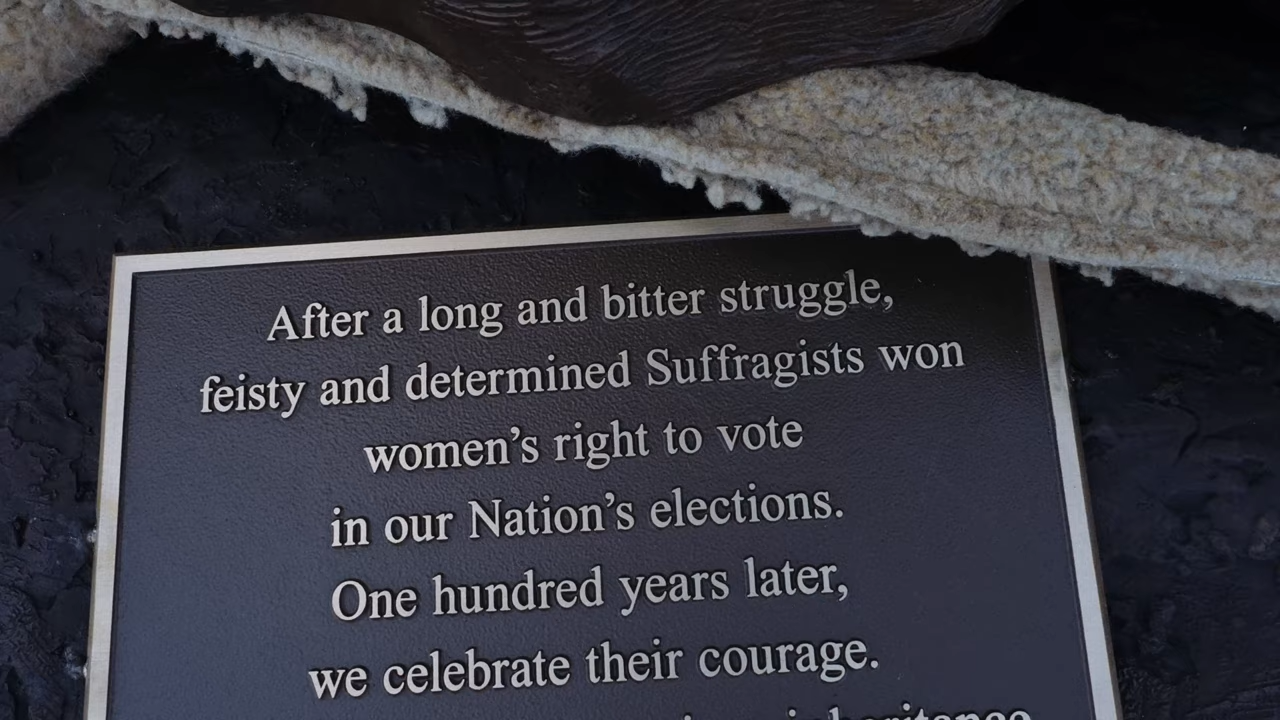 After a long and bitter struggle,
feisty and determined Suffragists won
women's right to vote
in our Nation's elections.
One hundred years later,
we celebrate their courage.
inheritance